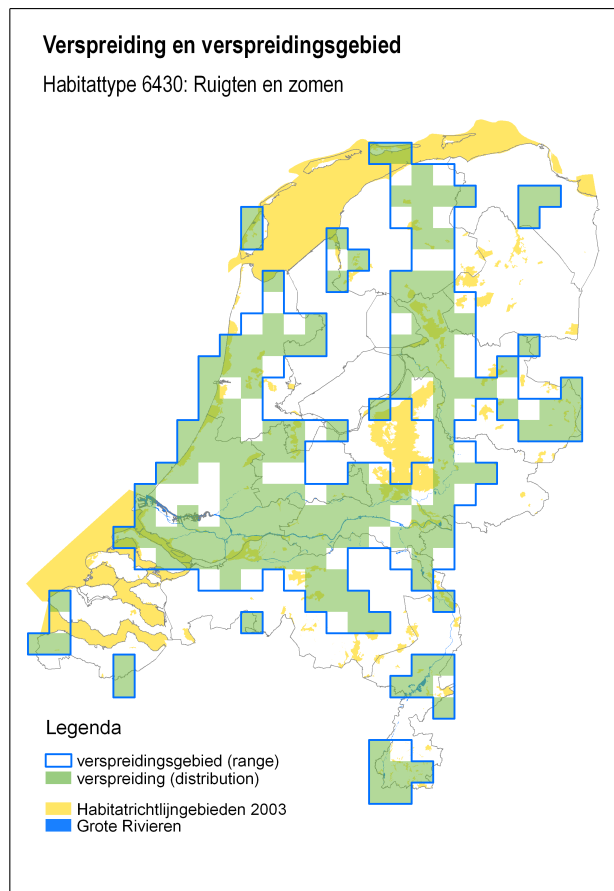 Verspreiding en verspreidingsgebied
Habitattype 6430: Ruigten en zomen
Legenda
verspreidingsgebied (range)
verspreiding (distribution)
Habitatrichtlijngebieden 2003
Grote Rivieren